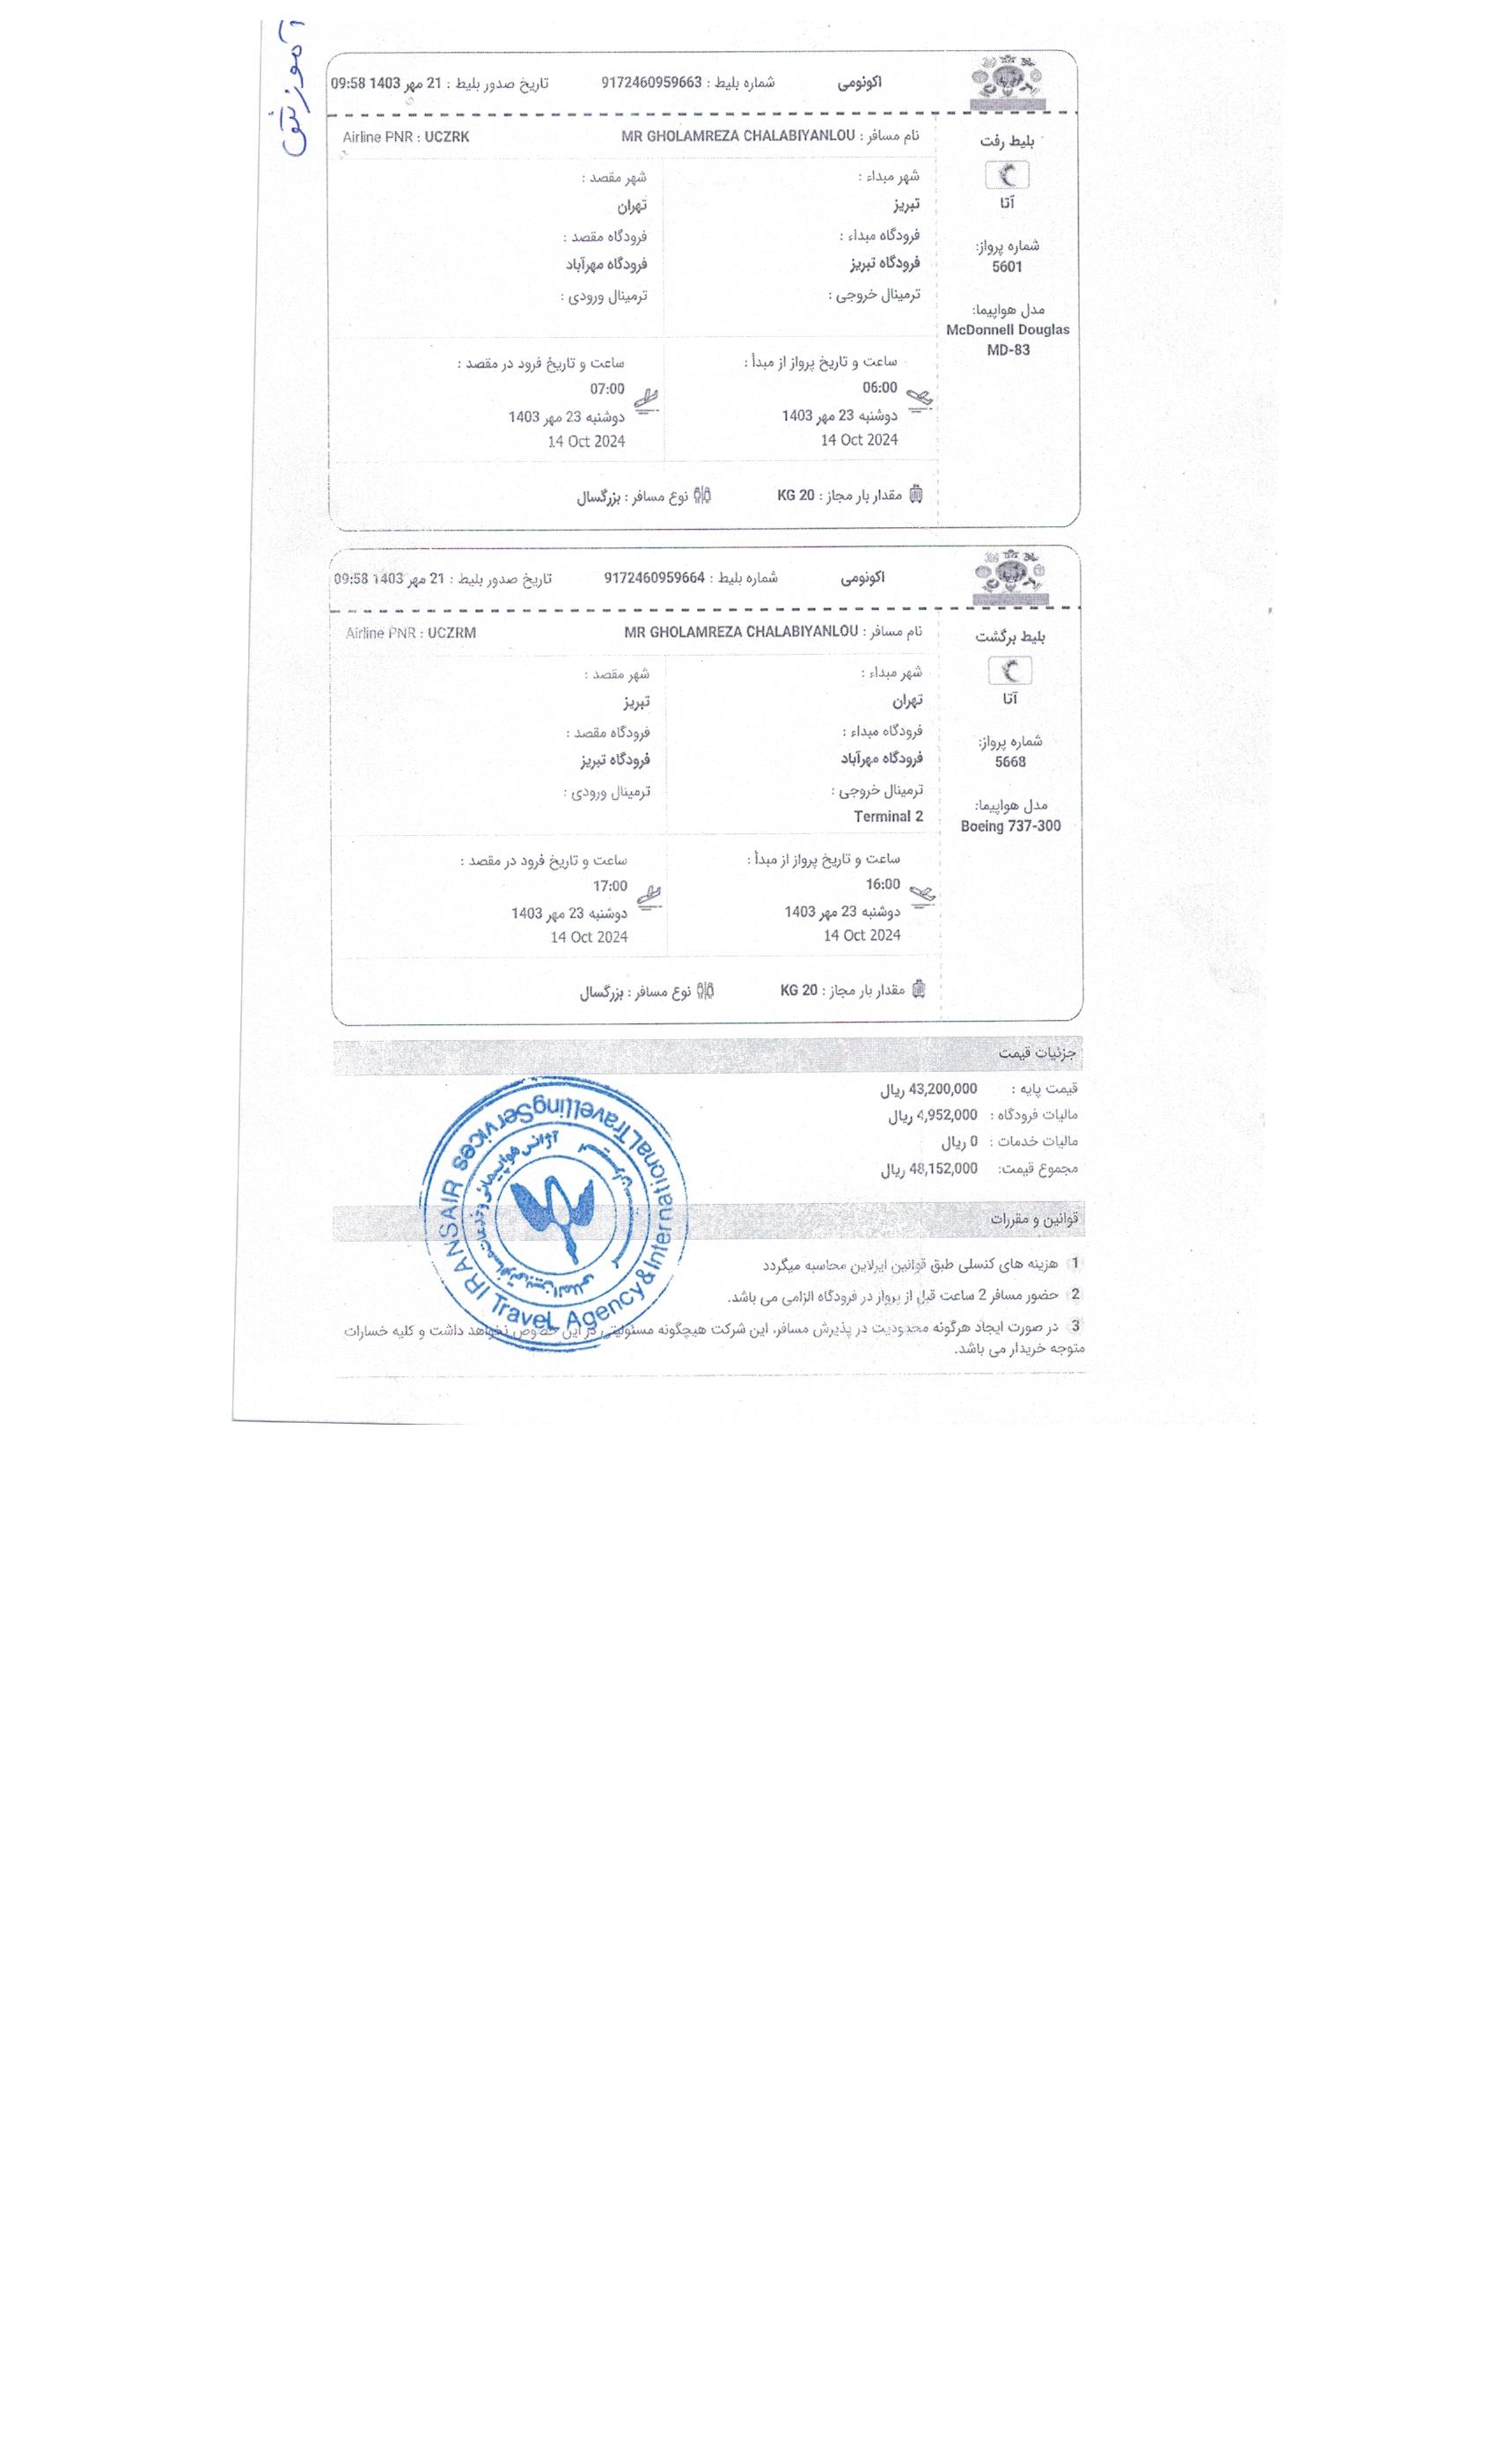 آموزشی
اکونومی شماره بلیط : 9172460959663 تاریخ صدور بلیط : 21 مهر 1403 09:58
بلیط رفت
آتا
شماره پرواز:
5601
مدل هواپیما:
McDonnell Douglas
MD-83
نام مسافر : MR GHOLAMREZA CHALABIYANLOU Airline PNR : UCZRK
شهر مبداء : شهر مقصد :
تبریز تهران
فرودگاه مبداء : فرودگاه مقصد :
فرودگاه تبریز فرودگاه مهرآباد
ترمینال خروجی : ترمینال ورودی :
ساعت و تاریخ پرواز از مبدأ : ساعت و تاریخ فرود در مقصد :
06:00 07:00
دوشنبه 23 مهر 1403 دوشنبه 23 مهر 1403
14 Oct 2024 14 Oct 2024
مقدار بار مجاز : 20 KG نوع مسافر : بزرگسال
اکونومی شماره بلیط : 9172460959664 تاریخ صدور بلیط : 21 مهر 1403 09:58
بلیط برگشت
آتا
شماره پرواز:
5668
مدل هواپیما:
Boeing 737-300
نام مسافر : MR GHOLAMREZA CHALABIYANLOU Airline PNR : UCZRM
شهر مبداء : شهر مقصد :
تهران تبریز
فرودگاه مبداء : فرودگاه مقصد :
فرودگاه مهرآباد فرودگاه تبریز
ترمینال خروجی : ترمینال ورودی :
Terminal 2
ساعت و تاریخ پرواز از مبدأ : ساعت و تاریخ فرود در مقصد :
16:00 17:00
دوشنبه 23 مهر 1403 دوشنبه 23 مهر 1403
14 Oct 2024 14 Oct 2024
مقدار بار مجاز : 20 KG نوع مسافر : بزرگسال
جزئیات قیمت
قیمت پایه : 43,200,000 ریال
مالیات فرودگاه : 4,952,000 ریال
مالیات خدمات : 0 ریال
مجموع قیمت: 48,152,000 ریال
قوانین و مقررات
1 هزینه های کنسلی طبق قوانین ایرلاین محاسبه میگردد
2 حضور مسافر 2 ساعت قبل از پرواز در فرودگاه الزامی می باشد.
3 در صورت ایجاد هرگونه محدودیت در پذیرش مسافر، این شرکت هیچگونه مسئولیتی در این خصوص نخواهد داشت و کلیه خسارات
متوجه خریدار می باشد.
IRANSAIR Travel Agency & International Travelling Services
آژانس هواپیمائی و خدمات مسافرتی بین المللی